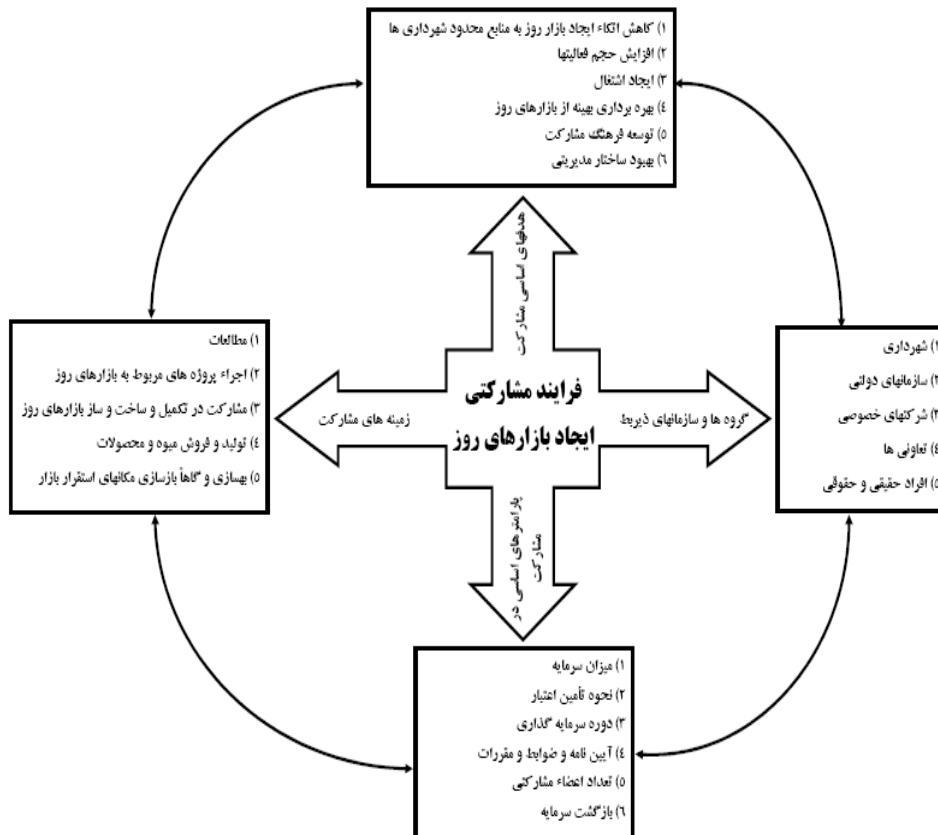 ۱) کاهش اتکاء ایجاد بازار روز به منابع محدود شهرداری ها
۲) افزایش حجم فعالیتها
۳) ایجاد اشتغال
٤) بهره برداری بهینه از بازارهای روز
٥) توسعه فرهنگ مشارکت
٦) بهبود ساختار مدیریتی
هدفهای اساسی مشارکت
۱) شهرداری
۲) سازمانهای دولتی
۳) شرکتهای خصوصی
٤) تعاونی ها
٥) افراد حقیقی و حقوقی
گروه ها و سازمانهای ذیربط
فرایند مشارکتی
ایجاد بازارهای روز
زمینه های مشارکت
۱) مطالعات
۲) اجراء پروژه های مربوط به بازارهای روز
۳) مشارکت در تکمیل و ساخت و ساز بازارهای روز
٤) تولید و فروش میوه و محصولات
٥) بهسازی و گاهاً بازسازی مکانهای استقرار بازار
پارامترهای اساسی در
مشارکت
۱) میزان سرمایه
۲) نحوه تأمین اعتبار
۳) دوره سرمایه گذاری
٤) آیین نامه و ضوابط و مقررات
٥) تعداد اعضاء مشارکتی
٦) بازگشت سرمایه